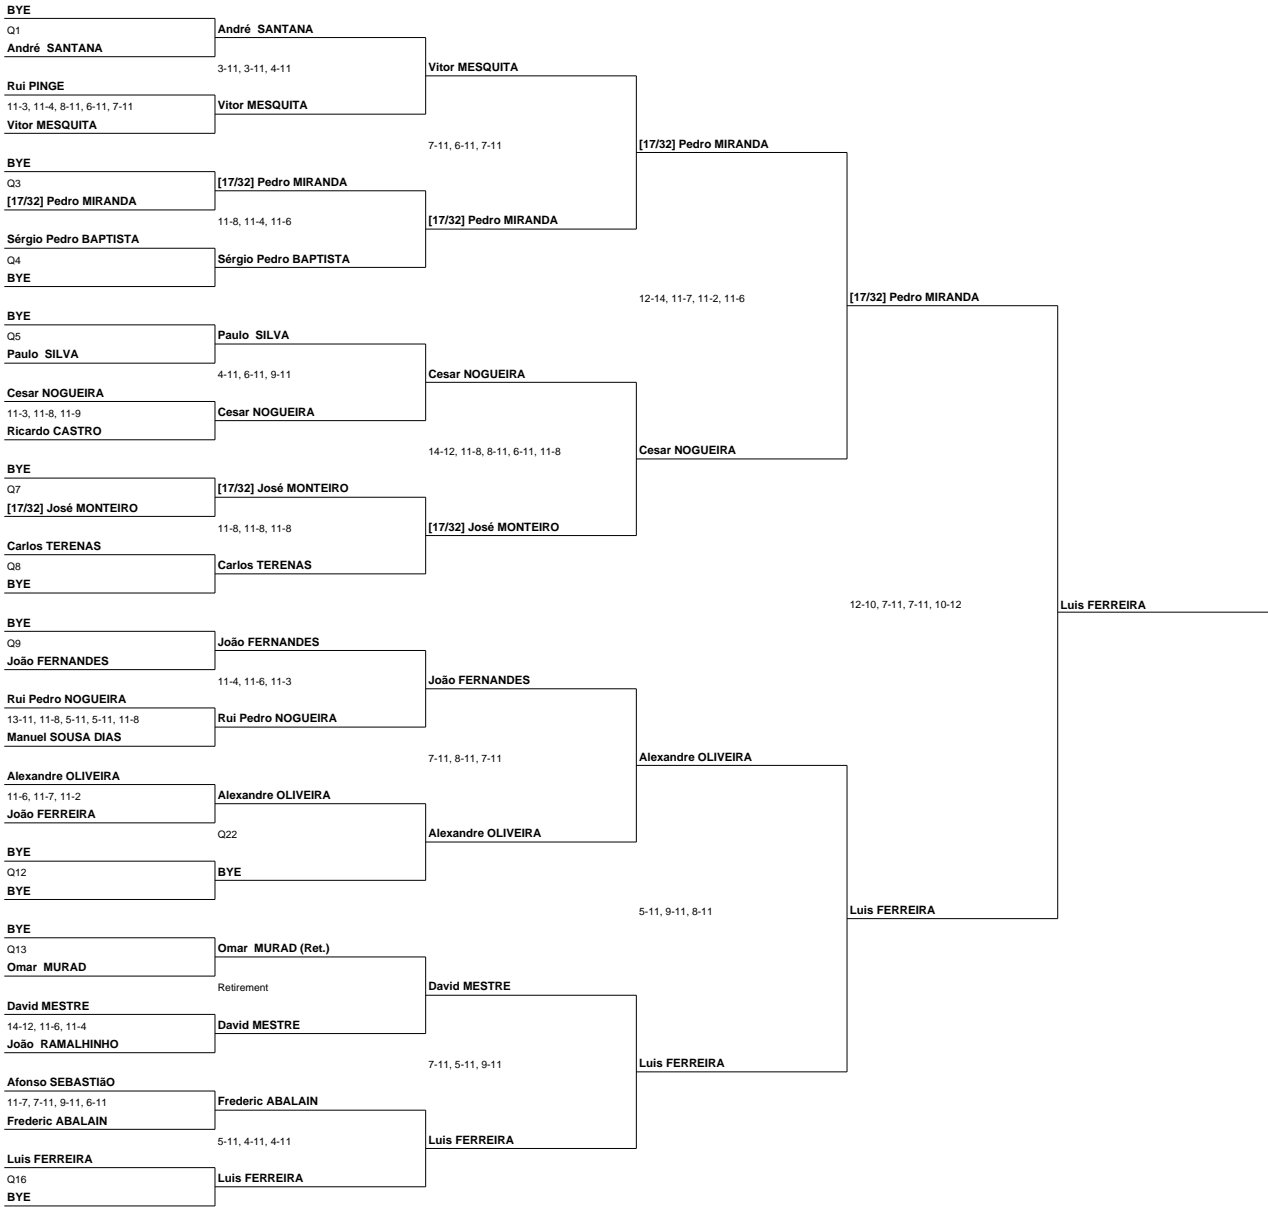 BYE
Q1
André  SANTANA
André  SANTANA
3-11, 3-11, 4-11
Vitor MESQUITA
Rui PINGE
11-3, 11-4, 8-11, 6-11, 7-11
Vitor MESQUITA
Vitor MESQUITA
7-11, 6-11, 7-11
[17/32] Pedro MIRANDA
BYE
Q3
[17/32] Pedro MIRANDA
[17/32] Pedro MIRANDA
11-8, 11-4, 11-6
[17/32] Pedro MIRANDA
Sérgio Pedro BAPTISTA
Q4
BYE
Sérgio Pedro BAPTISTA
12-14, 11-7, 11-2, 11-6
[17/32] Pedro MIRANDA
BYE
Q5
Paulo  SILVA
Paulo  SILVA
4-11, 6-11, 9-11
Cesar NOGUEIRA
Cesar NOGUEIRA
11-3, 11-8, 11-9
Ricardo CASTRO
Cesar NOGUEIRA
14-12, 11-8, 8-11, 6-11, 11-8
Cesar NOGUEIRA
BYE
Q7
[17/32] José MONTEIRO
[17/32] José MONTEIRO
11-8, 11-8, 11-8
[17/32] José MONTEIRO
Carlos TERENAS
Q8
BYE
Carlos TERENAS
12-10, 7-11, 7-11, 10-12
Luis FERREIRA
BYE
Q9
João FERNANDES
João FERNANDES
11-4, 11-6, 11-3
João FERNANDES
Rui Pedro NOGUEIRA
13-11, 11-8, 5-11, 5-11, 11-8
Manuel SOUSA DIAS
Rui Pedro NOGUEIRA
7-11, 8-11, 7-11
Alexandre OLIVEIRA
Alexandre OLIVEIRA
11-6, 11-7, 11-2
João FERREIRA
Alexandre OLIVEIRA
Q22
Alexandre OLIVEIRA
BYE
Q12
BYE
BYE
5-11, 9-11, 8-11
Luis FERREIRA
BYE
Q13
Omar  MURAD
Omar  MURAD (Ret.)
Retirement
David MESTRE
David MESTRE
14-12, 11-6, 11-4
João  RAMALHINHO
David MESTRE
7-11, 5-11, 9-11
Luis FERREIRA
Afonso SEBASTIãO
11-7, 7-11, 9-11, 6-11
Frederic ABALAIN
Frederic ABALAIN
5-11, 4-11, 4-11
Luis FERREIRA
Luis FERREIRA
Q16
BYE
Luis FERREIRA